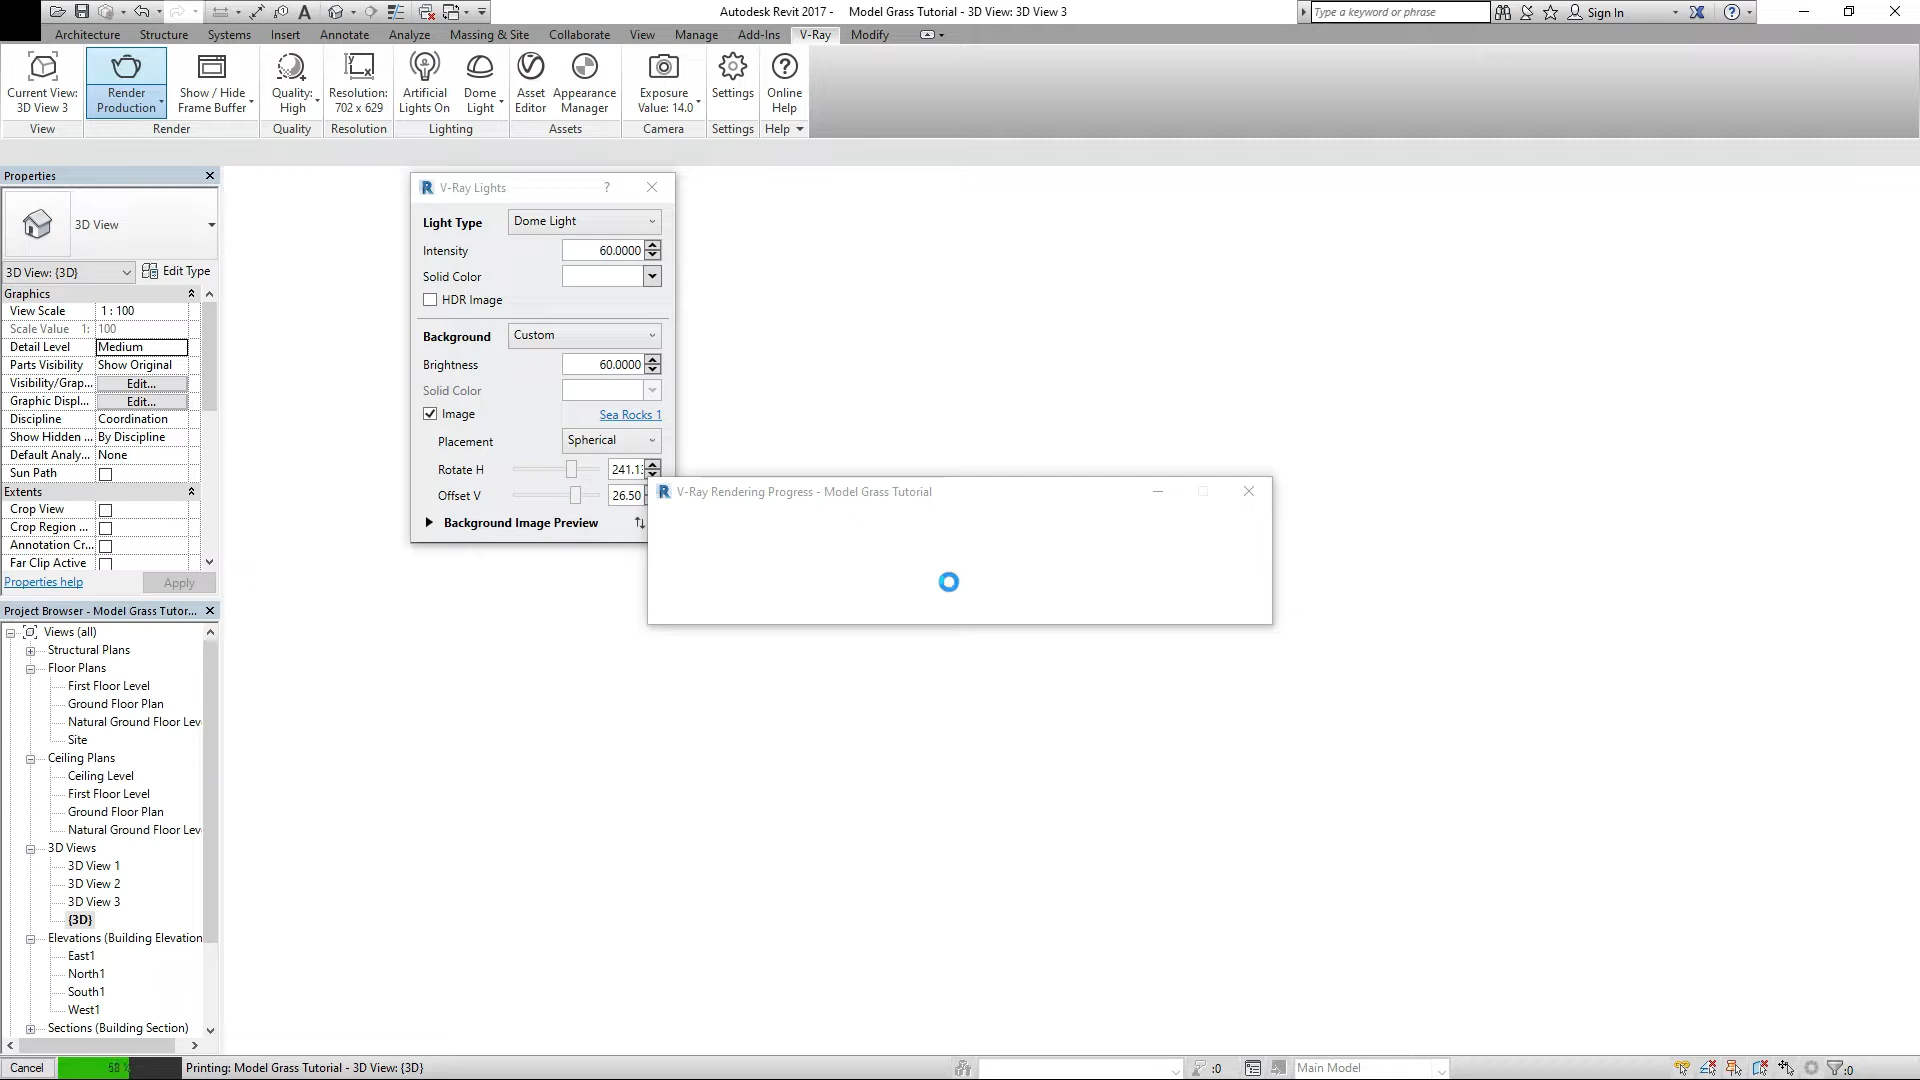 Autodesk Revit 2017 - Model Grass Tutorial - 3D View: 3D View 3
Type a keyword or phrase
Sign In
Architecture Structure Systems Insert Annotate Analyze Massing & Site Collaborate View Manage Add-Ins V-Ray Modify
Current View:
3D View 3
Render
Production
Show / Hide
Frame Buffer
Quality:
High
Resolution:
702 x 629
Artificial
Lights On
Dome
Light
Asset
Editor
Appearance
Manager
Exposure
Value: 14.0
Settings
Online
Help
View Render Quality Resolution Lighting Assets Camera Settings Help
Properties
3D View
3D View: {3D}
Edit Type
Graphics
View Scale 1 : 100
Scale Value 1: 100
Detail Level Medium
Parts Visibility Show Original
Visibility/Grap... Edit...
Graphic Displ... Edit...
Discipline Coordination
Show Hidden ... By Discipline
Default Analy... None
Sun Path
Extents
Crop View
Crop Region ...
Annotation Cr...
Far Clip Active
Properties help
Apply
Project Browser - Model Grass Tutor...
Views (all)
Structural Plans
Floor Plans
First Floor Level
Ground Floor Plan
Natural Ground Floor Lev
Site
Ceiling Plans
Ceiling Level
First Floor Level
Ground Floor Plan
Natural Ground Floor Lev
3D Views
3D View 1
3D View 2
3D View 3
{3D}
Elevations (Building Elevation
East1
North1
South1
West1
Sections (Building Section)
V-Ray Lights
?
Light Type Dome Light
Intensity 60.0000
Solid Color
HDR Image
Background Custom
Brightness 60.0000
Solid Color
Image Sea Rocks 1
Placement Spherical
Rotate H 241.13
Offset V 26.50
Background Image Preview
V-Ray Rendering Progress - Model Grass Tutorial
Cancel
58 %
Printing: Model Grass Tutorial - 3D View: {3D}
:0
Main Model
:0